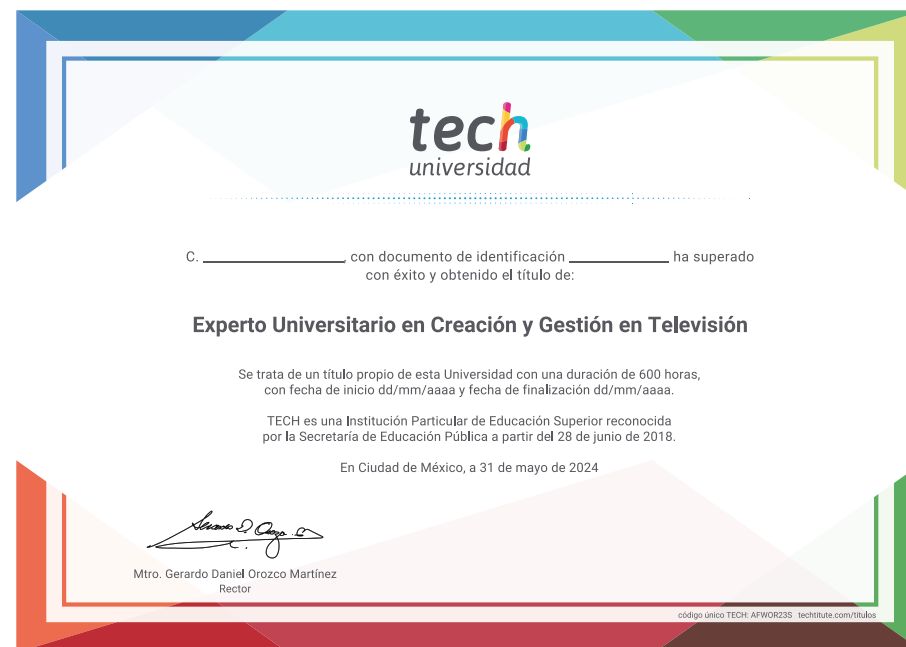 tech
universidad
C. ____________, con documento de identificación ____________ ha superado
con éxito y obtenido el título de:
Experto Universitario en Creación y Gestión en Televisión
Se trata de un título propio de esta Universidad con una duración de 600 horas,
con fecha de inicio dd/mm/aaaa y fecha de finalización dd/mm/aaaa.
TECH es una Institución Particular de Educación Superior reconocida
por la Secretaría de Educación Pública a partir del 28 de junio de 2018.
En Ciudad de México, a 31 de mayo de 2024
Mtro. Gerardo Daniel Orozco Martínez
Rector
código único TECH: AFWOR23S techtitute.com/titulos